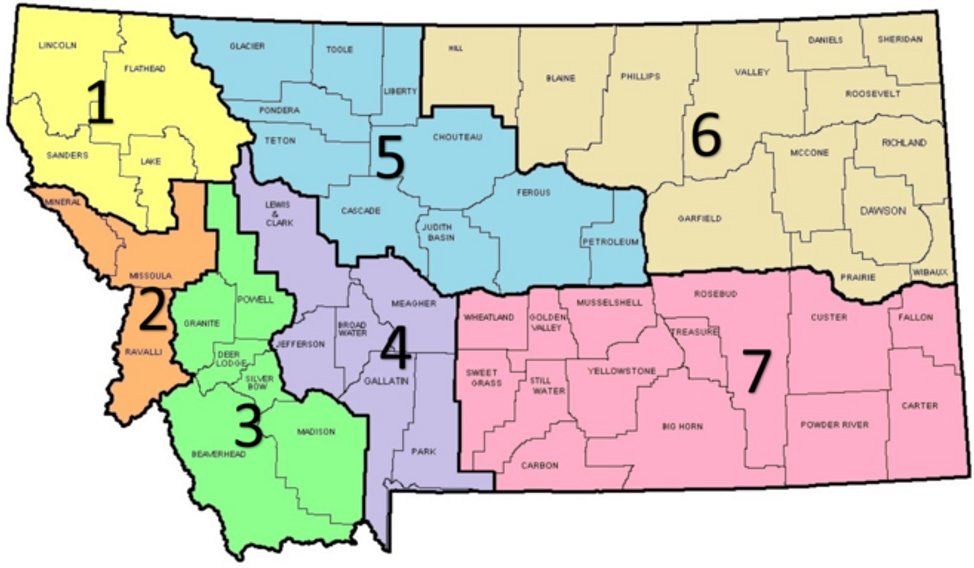 LINCOLN
FLATHEAD
1
SANDERS
LAKE
MINERAL
MISSOULA
2
RAVALLI
POWELL
GRANITE
DEER
LODGE
SILVER
BOW
3
BEAVERHEAD
MADISON
LEWIS
&
CLARK
MEAGHER
BROAD
WATER
JEFFERSON
4
GALLATIN
PARK
GLACIER
TOOLE
LIBERTY
PONDERA
TETON
5
CHOUTEAU
CASCADE
JUDITH
BASIN
FERGUS
PETROLEUM
HILL
BLAINE
PHILLIPS
VALLEY
DANIELS
SHERIDAN
ROOSEVELT
6
MCCONE
RICHLAND
GARFIELD
DAWSON
PRAIRIE
WIBAUX
WHEATLAND
GOLDEN
VALLEY
MUSSELSHELL
ROSEBUD
TREASURE
CUSTER
FALLON
SWEET
GRASS
STILL
WATER
YELLOWSTONE
7
BIG HORN
POWDER RIVER
CARTER
CARBON